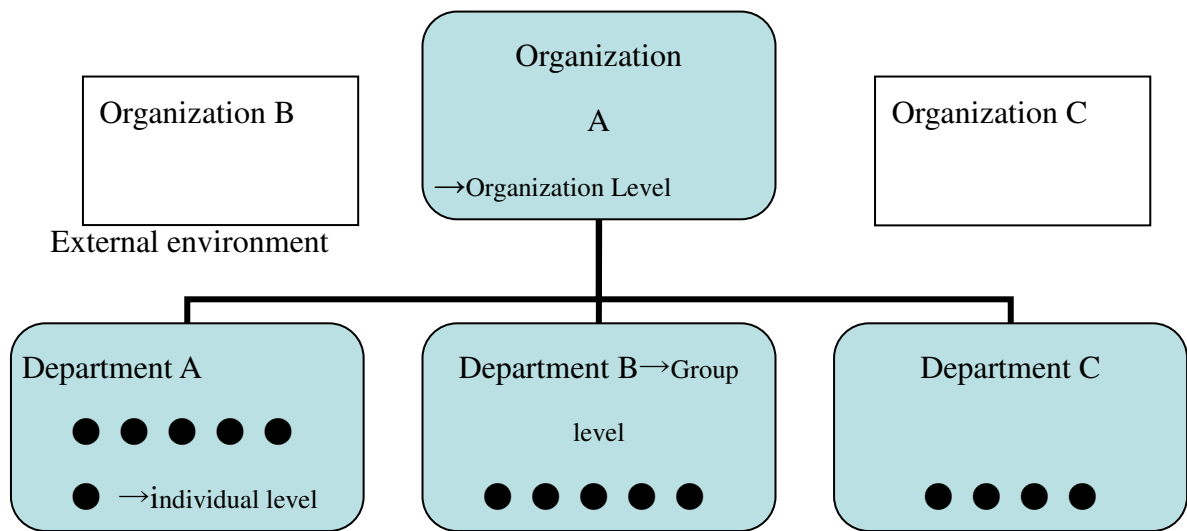 Organization
A
→Organization Level
Organization B
Organization C
External environment
Department A
→individual level
Department B→Group
level
Department C